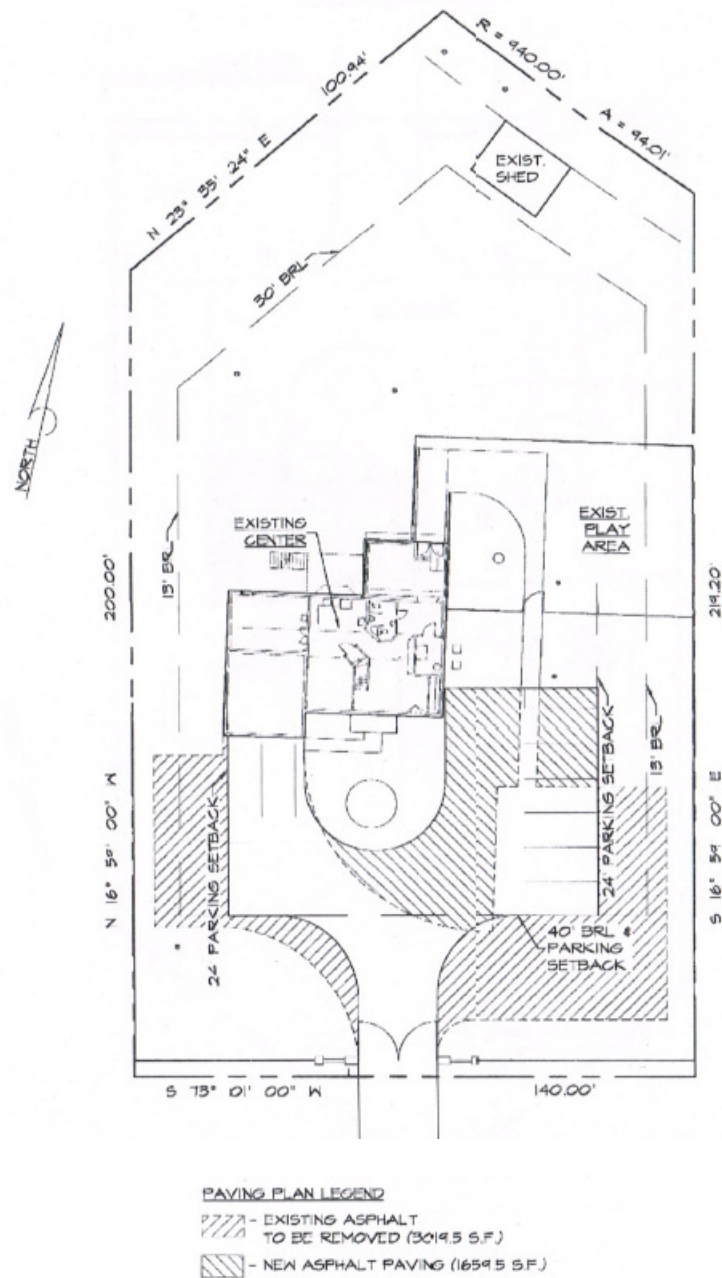 R = 940.00'
A = 94.01'
100.94'
N 23° 35' 24" E
EXIST.
SHED
30' BRL
NORTH
EXISTING
CENTER
EXIST.
PLAY
AREA
200.00'
219.20'
13' BRL
13' BRL
24' PARKING SETBACK
24' PARKING SETBACK
N 16° 59' 00" W
S 16° 59' 00" E
40' BRL
PARKING
SETBACK
S 73° 01' 00" W
140.00'
PAVING PLAN LEGEND
- EXISTING ASPHALT
TO BE REMOVED (3019.5 S.F.)
- NEW ASPHALT PAVING (1659.5 S.F.)